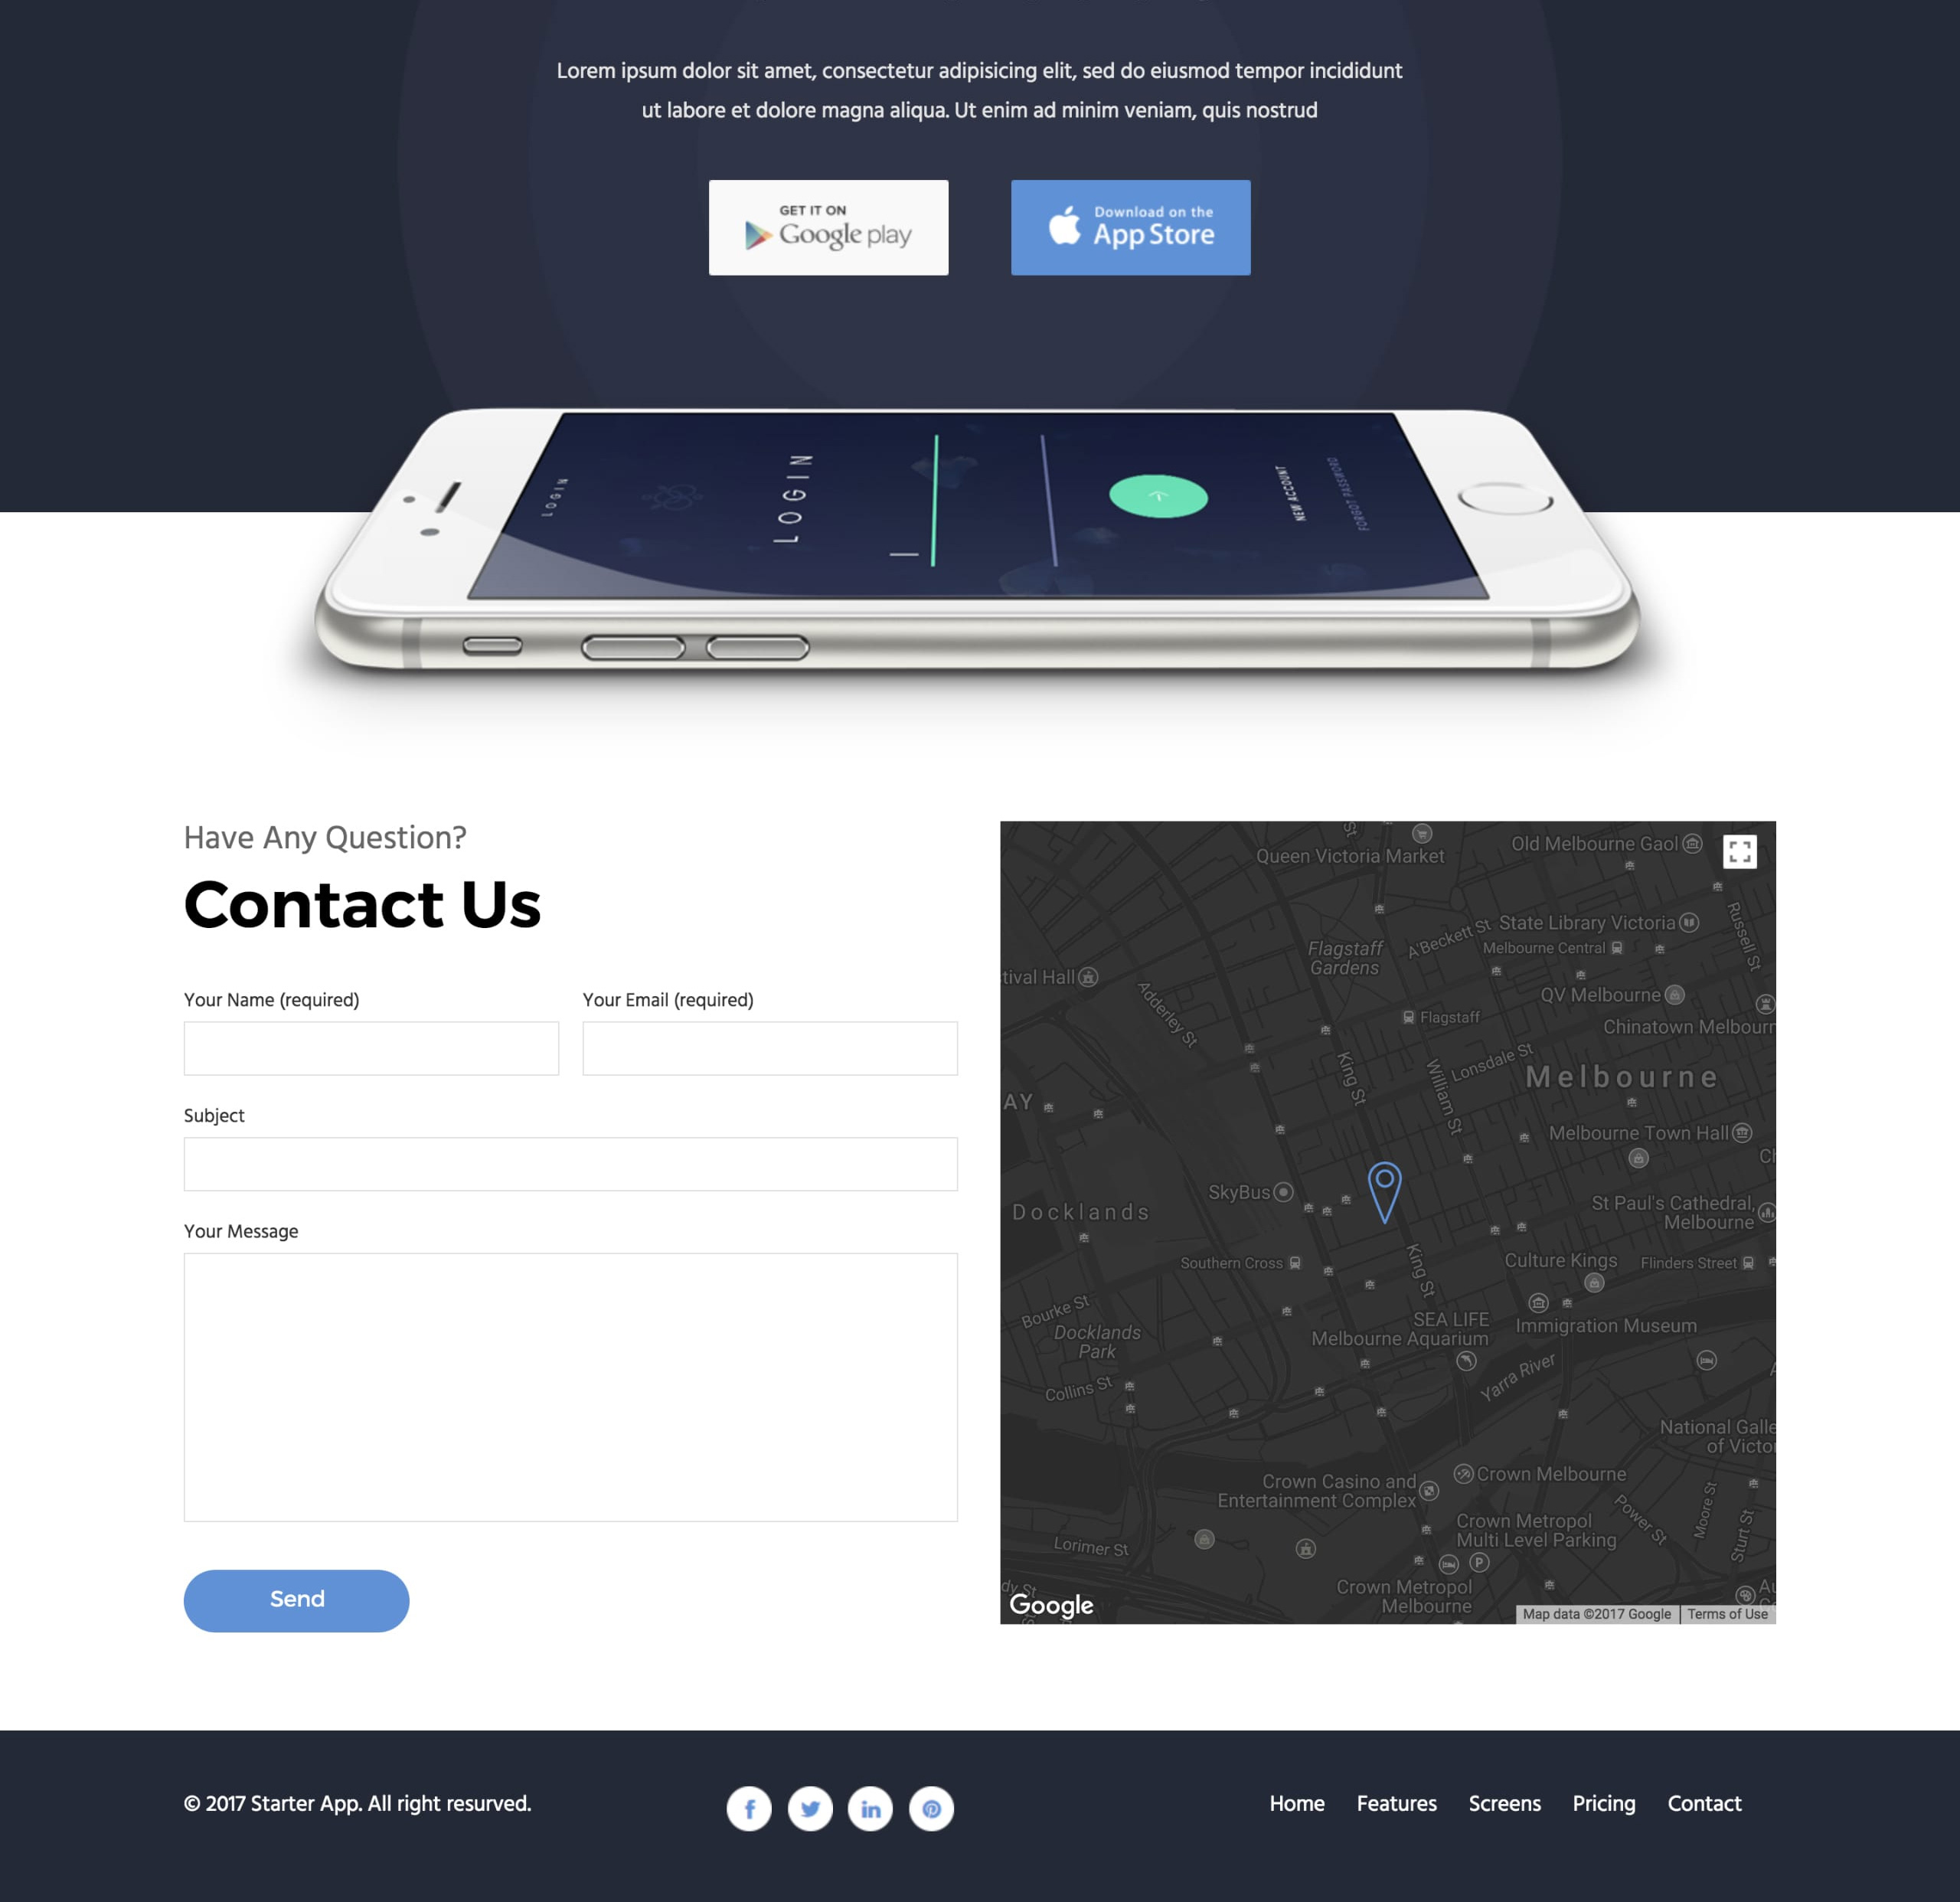 Lorem ipsum dolor sit amet, consectetur adipisicing elit, sed do eiusmod tempor incididunt
ut labore et dolore magna aliqua. Ut enim ad minim veniam, quis nostrud
GET IT ON
Google play
Download on the
App Store
LOGIN
LOGIN
NEW ACCOUNT
FORGOT PASSWORD
Have Any Question?
Contact Us
Your Name (required)
Your Email (required)
Subject
Your Message
Send
Queen Victoria Market
Old Melbourne Gaol
St
A'Beckett St
State Library Victoria
Russell St
Flagstaff
Gardens
Melbourne Central
tival Hall
Adderley St
QV Melbourne
Flagstaff
Chinatown Melbourn
King St
William St
Lonsdale St
Melbourne
AY
Melbourne Town Hall
SkyBus
Docklands
St Paul's Cathedral,
Melbourne
Southern Cross
King St
Culture Kings
Flinders Street
Bourke St
Docklands
Park
SEA LIFE
Melbourne Aquarium
Immigration Museum
Collins St
Yarra River
National Galle
of Victo
Crown Casino and
Entertainment Complex
Crown Melbourne
Power St
Moore St
Sturt St
Crown Metropol
Multi Level Parking
P
Lorimer St
dy St
Crown Metropol
Melbourne
Au
Google
Map data ©2017 Google
Terms of Use
© 2017 Starter App. All right resurved.
f
in
Home
Features
Screens
Pricing
Contact